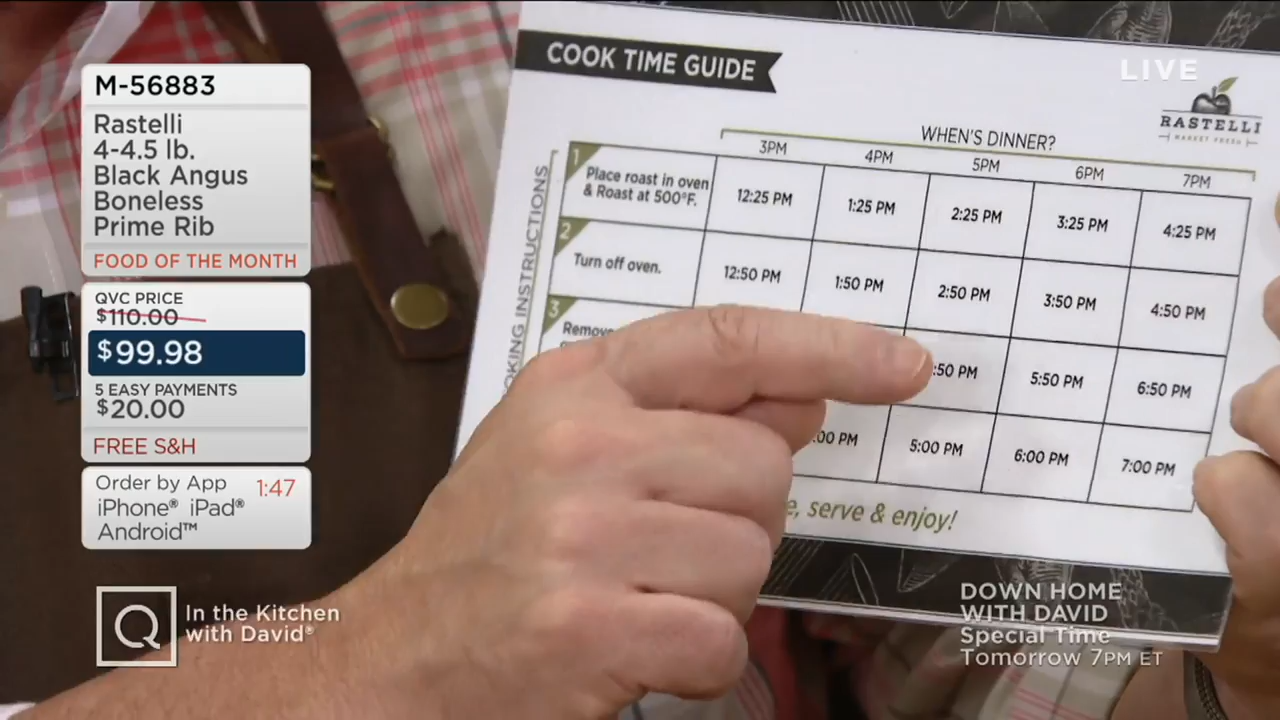 M-56883
Rastelli
4-4.5 lb.
Black Angus
Boneless
Prime Rib
FOOD OF THE MONTH
QVC PRICE
$110.00
$99.98
5 EASY PAYMENTS
$20.00
FREE S&H
Order by App 1:47
iPhone® iPad®
Android™
Q
In the Kitchen
with David®
COOK TIME GUIDE
LIVE
RASTELLI
MARKET FRESH
WHEN'S DINNER?
3PM 4PM 5PM 6PM 7PM
1
Place roast in oven
& Roast at 500°F.
12:25 PM 1:25 PM 2:25 PM 3:25 PM 4:25 PM
2
Turn off oven.
12:50 PM 1:50 PM 2:50 PM 3:50 PM 4:50 PM
3
:50 PM 5:50 PM 6:50 PM
:00 PM 5:00 PM 6:00 PM 7:00 PM
INSTRUCTIONS
serve & enjoy!
DOWN HOME
WITH DAVID
Special Time
Tomorrow 7PM ET